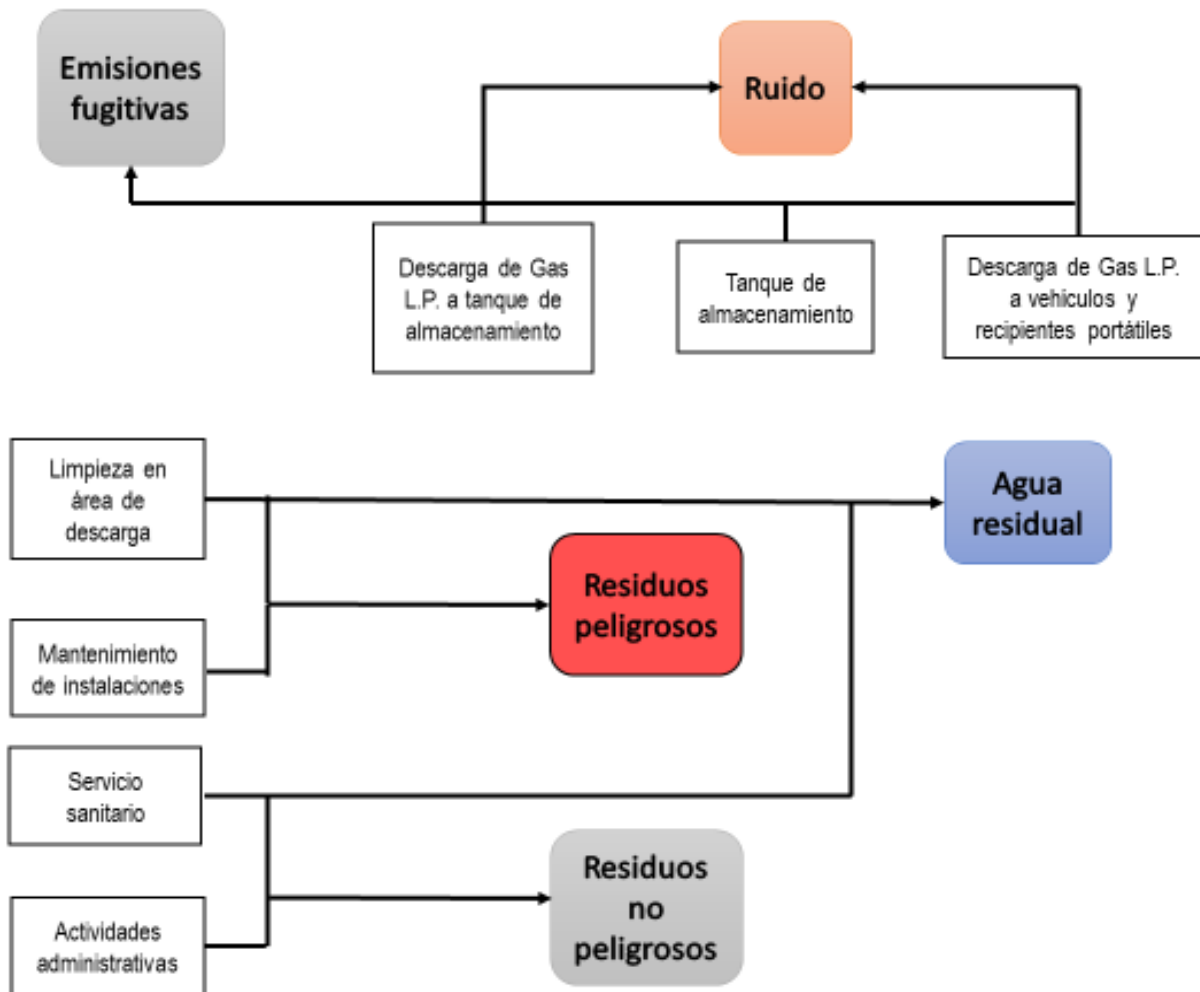 Emisiones
fugitivas
Ruido
Descarga de Gas
L.P. a tanque de
almacenamiento
Tanque de
almacenamiento
Descarga de Gas L.P.
a vehículos y
recipientes portátiles
Limpieza en
área de
descarga
Agua
residual
Residuos
peligrosos
Mantenimiento
de instalaciones
Servicio
sanitario
Residuos
no
peligrosos
Actividades
administrativas